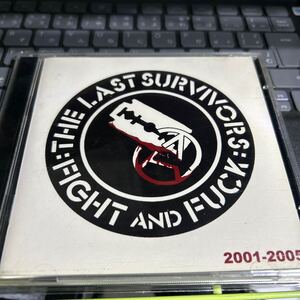 :THE LAST SURVIVORS:
FIGHT AND FUCK
2001-2005